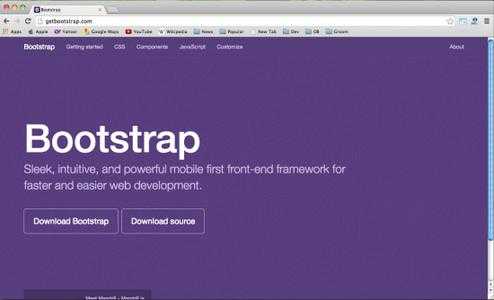 Bootstrap
getbootstrap.com
Apps Apple Yahoo! Google Maps YouTube Wikipedia News Popular New Tab Dev OB Groom
Bootstrap Getting started CSS Components JavaScript Customize About
Bootstrap
Sleek, intuitive, and powerful mobile first front-end framework for
faster and easier web development.
Download Bootstrap Download source